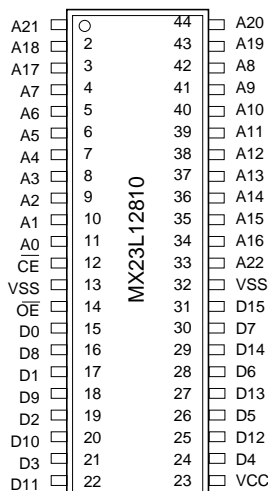 A21 44 A20
A18 2 43 A19
A17 3 42 A8
A7 4 41 A9
A6 5 40 A10
A5 6 39 A11
A4 7 38 A12
A3 8 37 A13
A2 9 36 A14
A1 10 35 A15
A0 11 34 A16
CE 12 33 A22
VSS 13 32 VSS
OE 14 31 D15
D0 15 30 D7
D8 16 29 D14
D1 17 28 D6
D9 18 27 D13
D2 19 26 D5
D10 20 25 D12
D3 21 24 D4
D11 22 23 VCC
MX23L12810